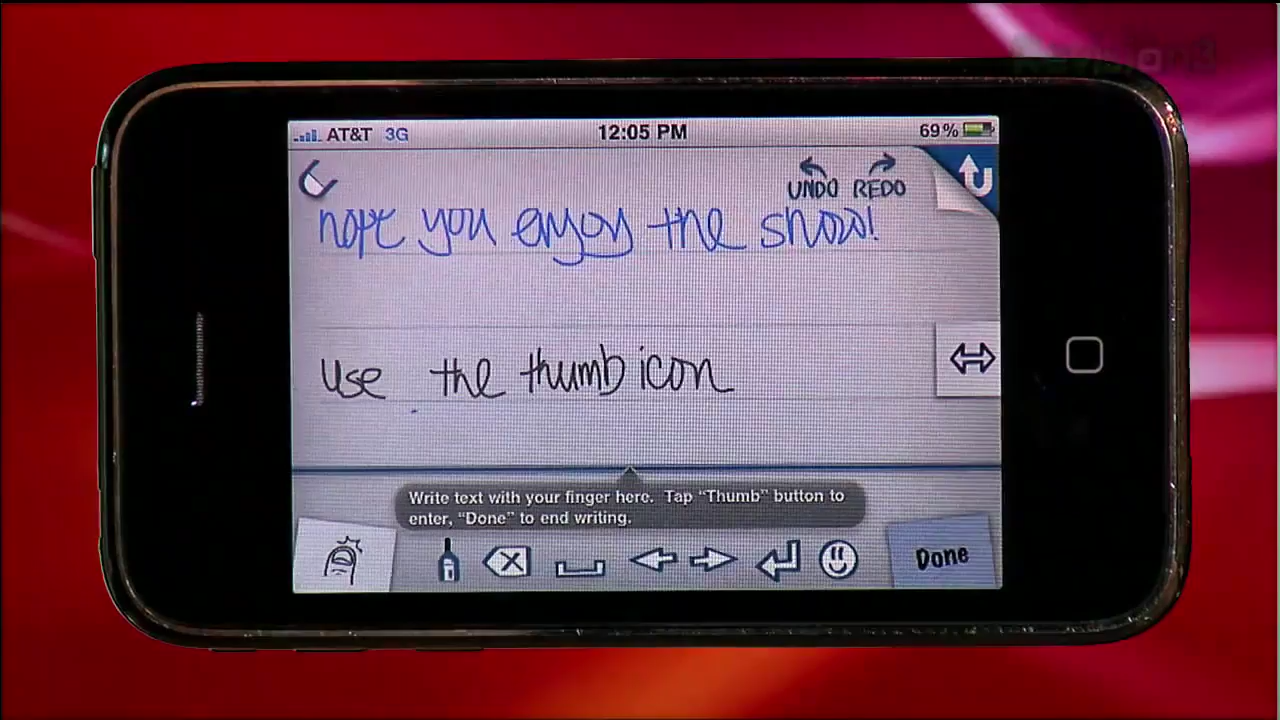 Revision3
AT&T 3G 12:05 PM 69%
UNDO REDO
hope you enjoy the show!
use the thumb icon
Write text with your finger here. Tap “Thumb” button to
enter, “Done” to end writing.
Done